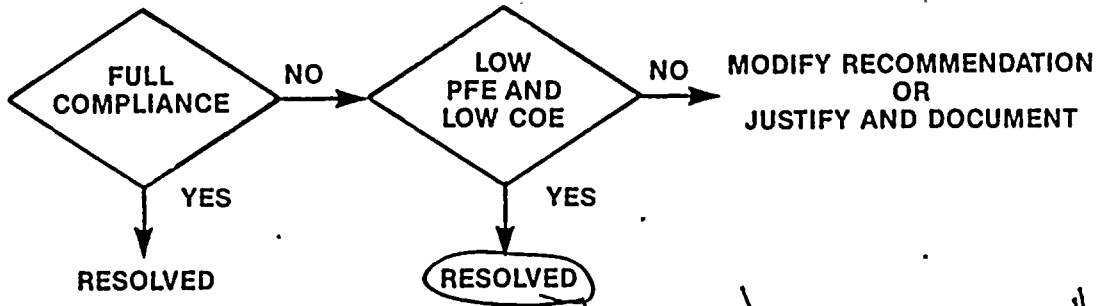 FULL
COMPLIANCE
NO
LOW
PFE AND
LOW COE
NO
MODIFY RECOMMENDATION
OR
JUSTIFY AND DOCUMENT
YES
YES
RESOLVED
RESOLVED